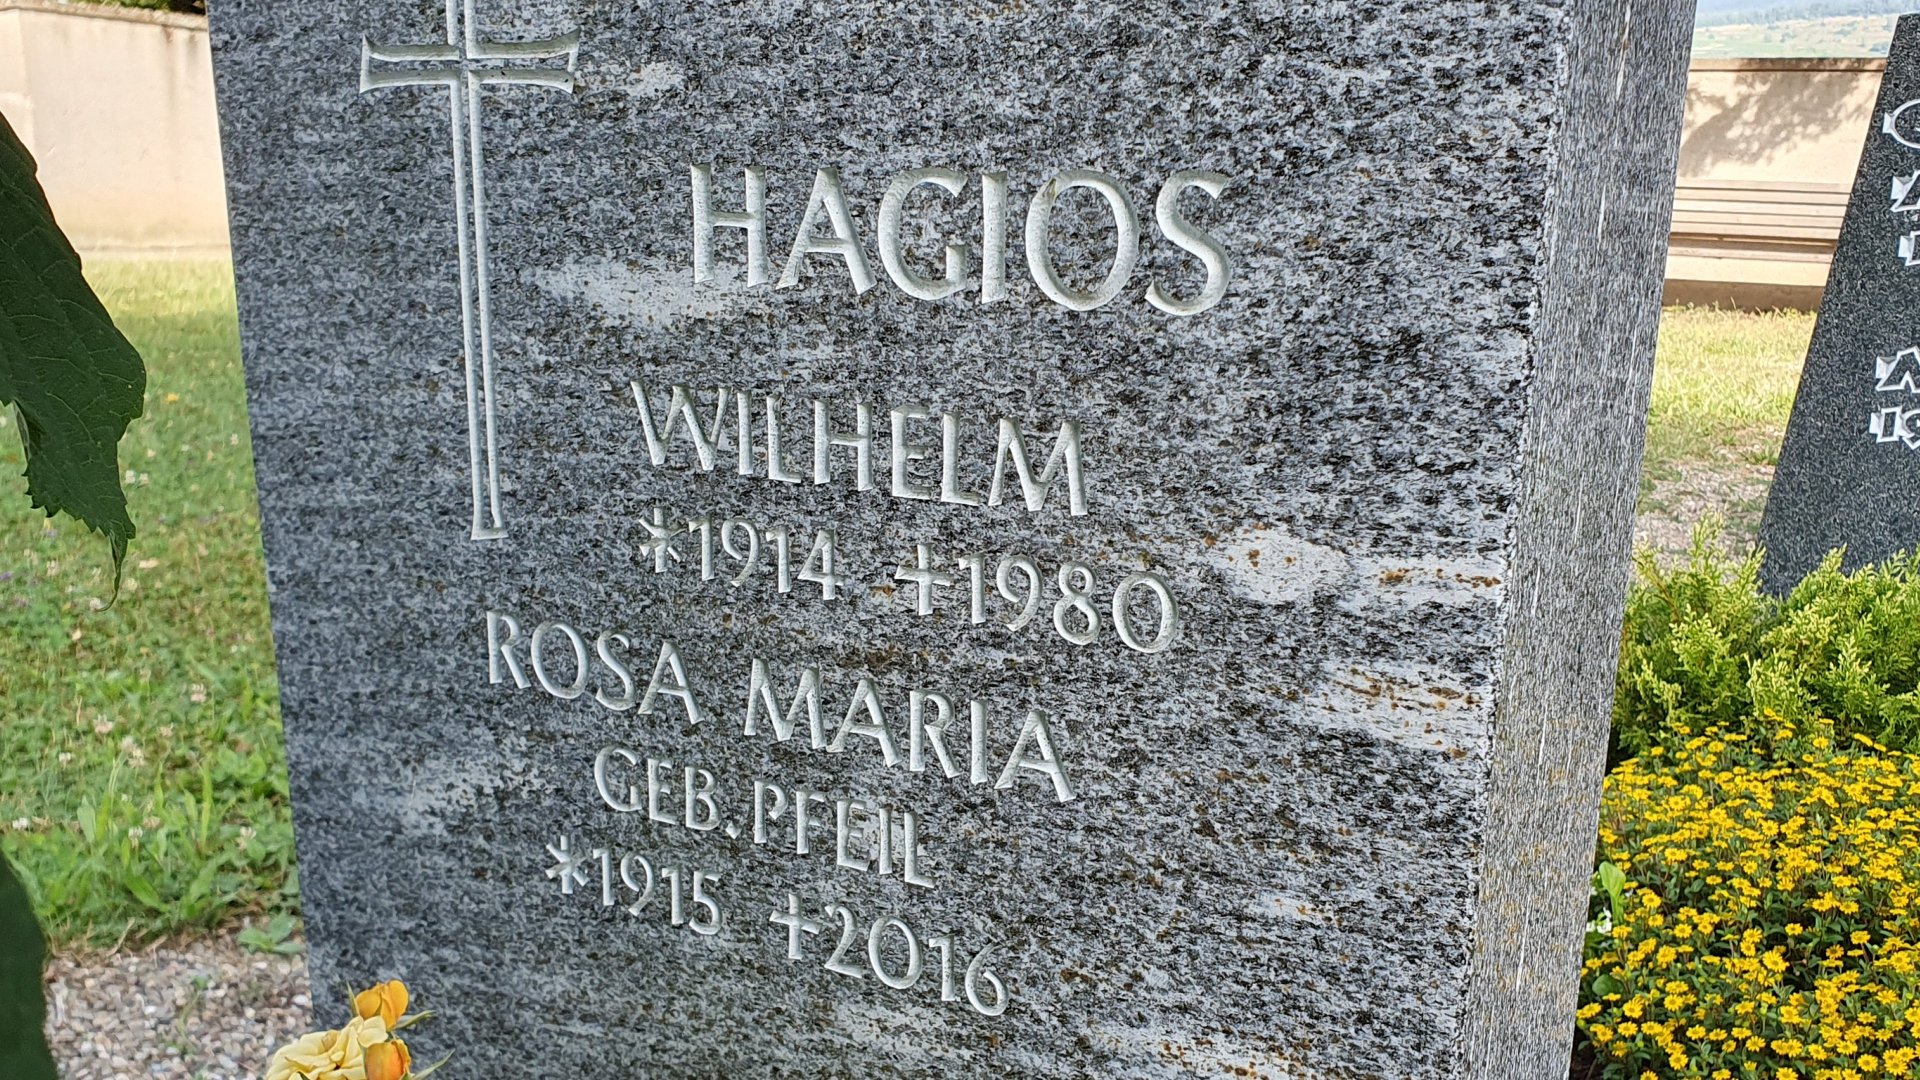 HAGIOS
WILHELM
*1914 +1980
ROSA MARIA
GEB. PFEIL
*1915 +2016